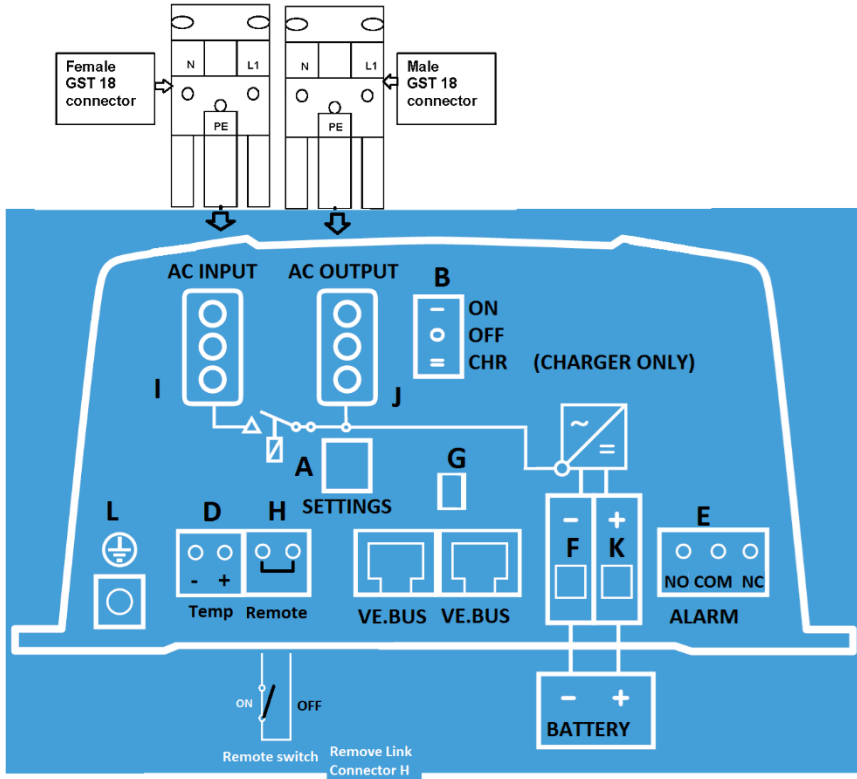 Female
GST 18
connector
N L1
PE
N L1
PE
Male
GST 18
connector
AC INPUT
AC OUTPUT
B
ON
OFF
CHR (CHARGER ONLY)
I
J
~
=
A
SETTINGS
G
L
D
H
- +
Temp
Remote
VE.BUS
VE.BUS
- +
F K
E
NO COM NC
ALARM
ON
OFF
Remote switch
Remove Link
Connector H
- +
BATTERY